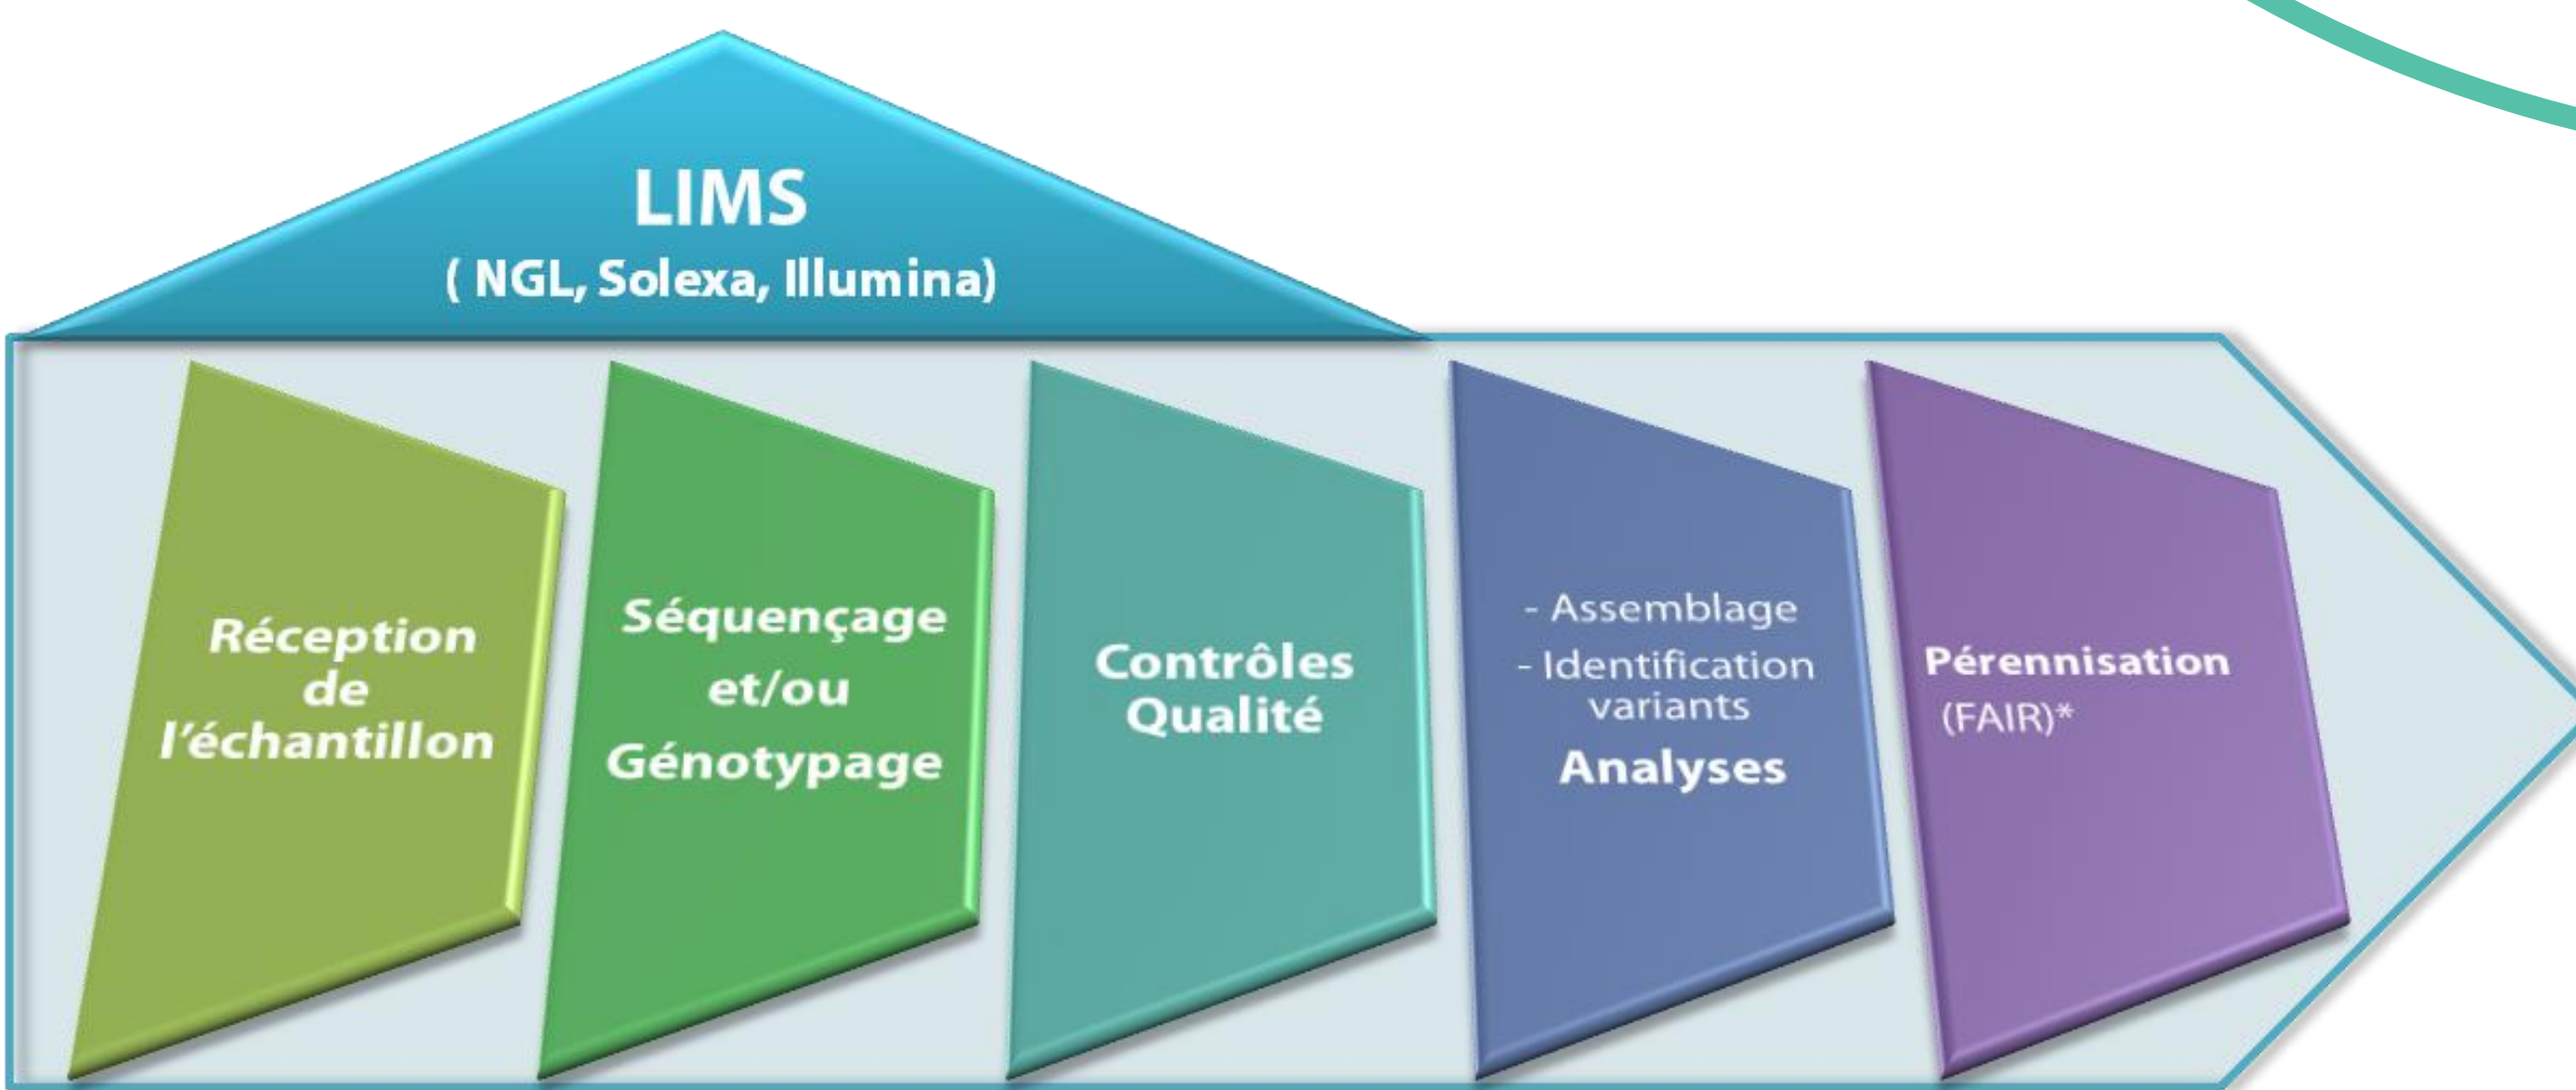 LIMS
( NGL, Solexa, Illumina)
Réception
de
l'échantillon
Séquençage
et/ou
Génotypage
Contrôles
Qualité
- Assemblage
- Identification
variants
Analyses
Pérennisation
(FAIR)*